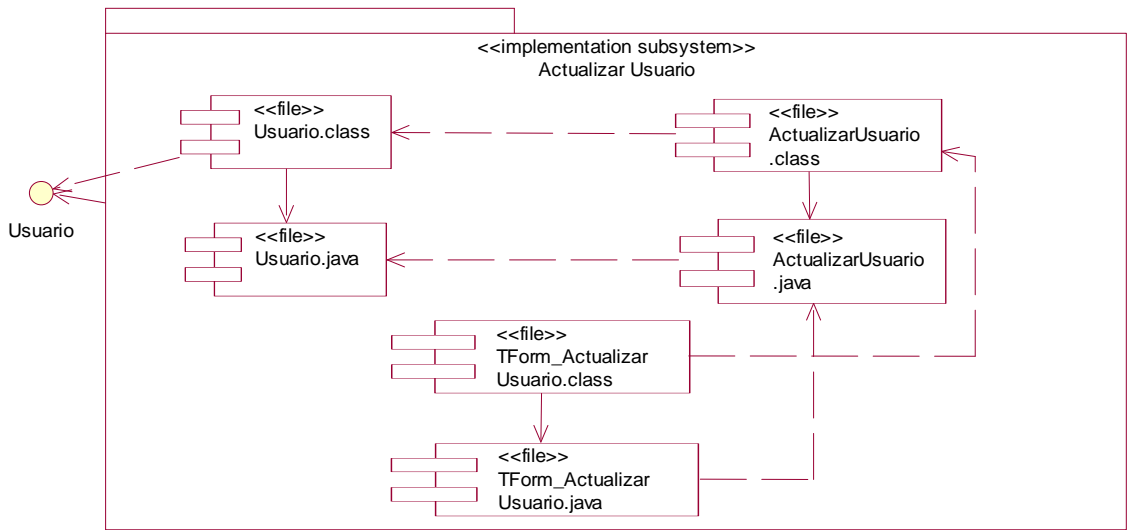 <<implementation subsystem>>
Actualizar Usuario
<<file>>
Usuario.class
<<file>>
ActualizarUsuario
.class
Usuario
<<file>>
Usuario.java
<<file>>
ActualizarUsuario
.java
<<file>>
TForm_Actualizar
Usuario.class
<<file>>
TForm_Actualizar
Usuario.java